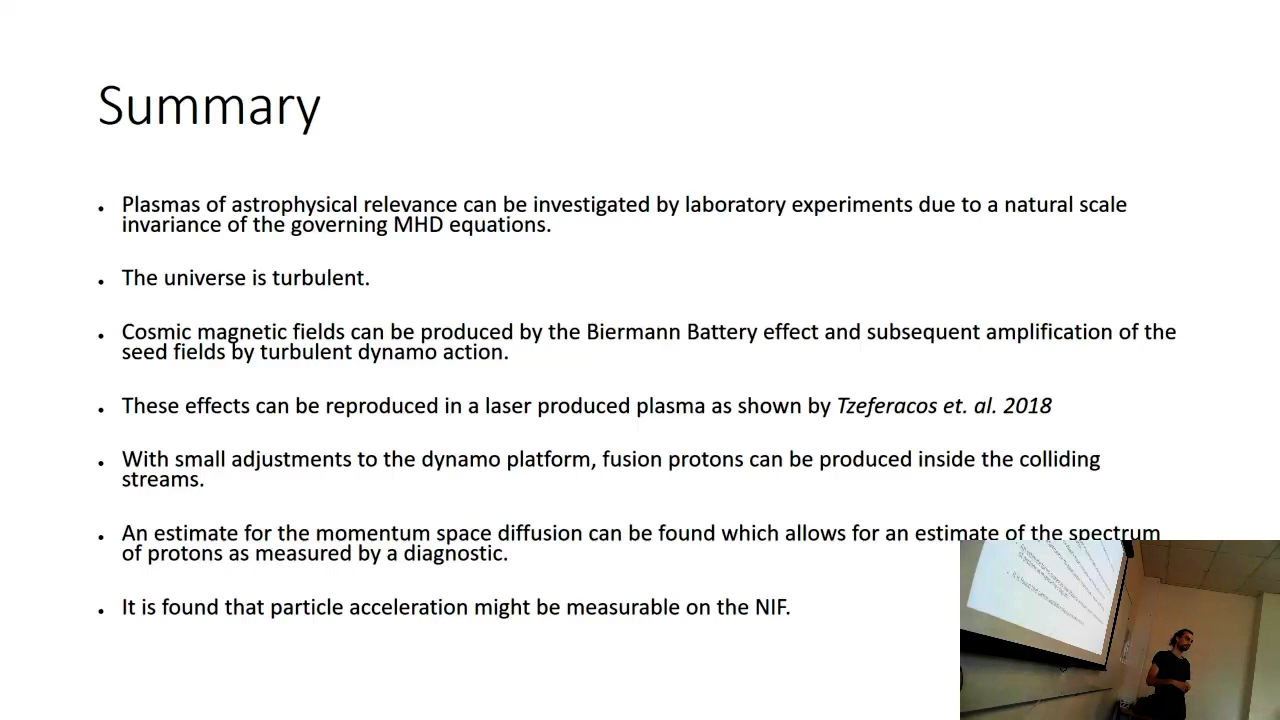 Summary
• Plasmas of astrophysical relevance can be investigated by laboratory experiments due to a natural scale
invariance of the governing MHD equations.
• The universe is turbulent.
• Cosmic magnetic fields can be produced by the Biermann Battery effect and subsequent amplification of the
seed fields by turbulent dynamo action.
• These effects can be reproduced in a laser produced plasma as shown by Tzeferacos et. al. 2018
• With small adjustments to the dynamo platform, fusion protons can be produced inside the colliding
streams.
• An estimate for the momentum space diffusion can be found which allows for an estimate of the spectrum
of protons as measured by a diagnostic.
• It is found that particle acceleration might be measurable on the NIF.